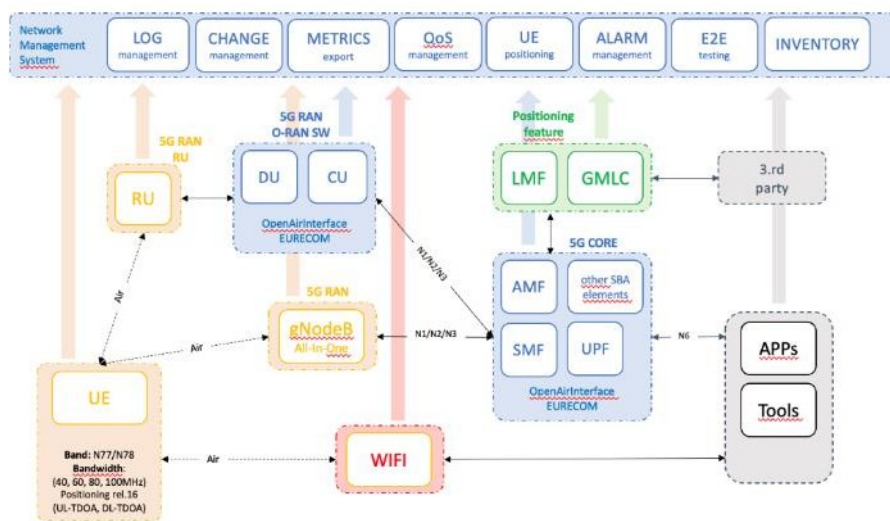 Network
Management
System
LOG
management
CHANGE
management
METRICS
export
QoS
management
UE
positioning
ALARM
management
E2E
testing
INVENTORY
5G RAN
O-RAN SW
5G RAN
RU
Positioning
feature
RU
DU
CU
OpenAirInterface
EURECOM
LMF
GMLC
3.rd
party
N1/N2/N3
5G CORE
Air
5G RAN
gNodeB
All-In-One
Air
N1/N2/N3
AMF
other SBA
elements
SMF
UPF
OpenAirInterface
EURECOM
N6
APPs
Tools
UE
Band: N77/N78
Bandwidth:
(40, 60, 80, 100MHz)
Positioning rel.16
(UL-TDOA, DL-TDOA)
Air
WIFI